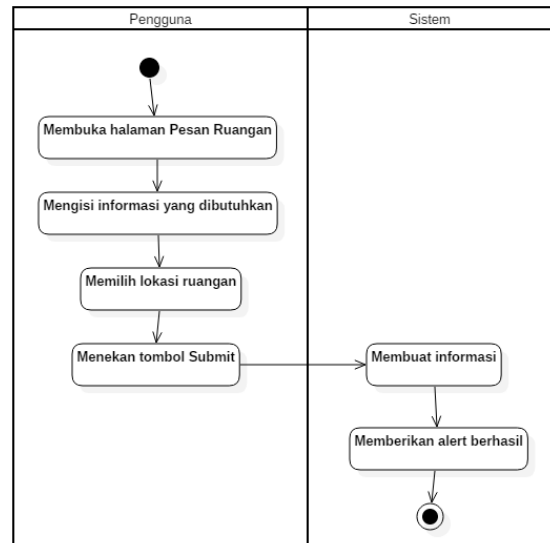 Pengguna
Sistem
Membuka halaman Pesan Ruangan
Mengisi informasi yang dibutuhkan
Memilih lokasi ruangan
Menekan tombol Submit
Membuat informasi
Memberikan alert berhasil